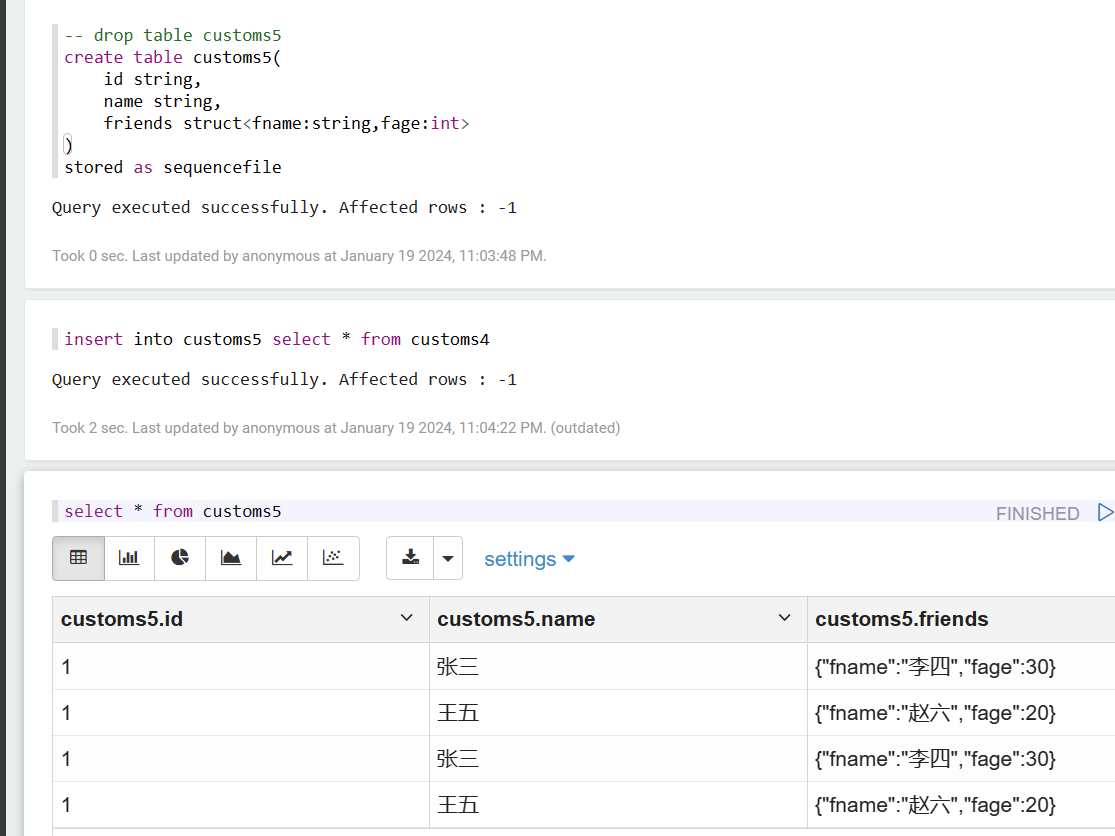 -- drop table customs5
create table customs5(
    id string,
    name string,
    friends struct<fname:string,fage:int>
)
stored as sequencefile
Query executed successfully. Affected rows : -1
Took 0 sec. Last updated by anonymous at January 19 2024, 11:03:48 PM.
insert into customs5 select * from customs4
Query executed successfully. Affected rows : -1
Took 2 sec. Last updated by anonymous at January 19 2024, 11:04:22 PM. (outdated)
select * from customs5 FINISHED
settings
customs5.id customs5.name customs5.friends
1 张三 {"fname":"李四","fage":30}
1 王五 {"fname":"赵六","fage":20}
1 张三 {"fname":"李四","fage":30}
1 王五 {"fname":"赵六","fage":20}